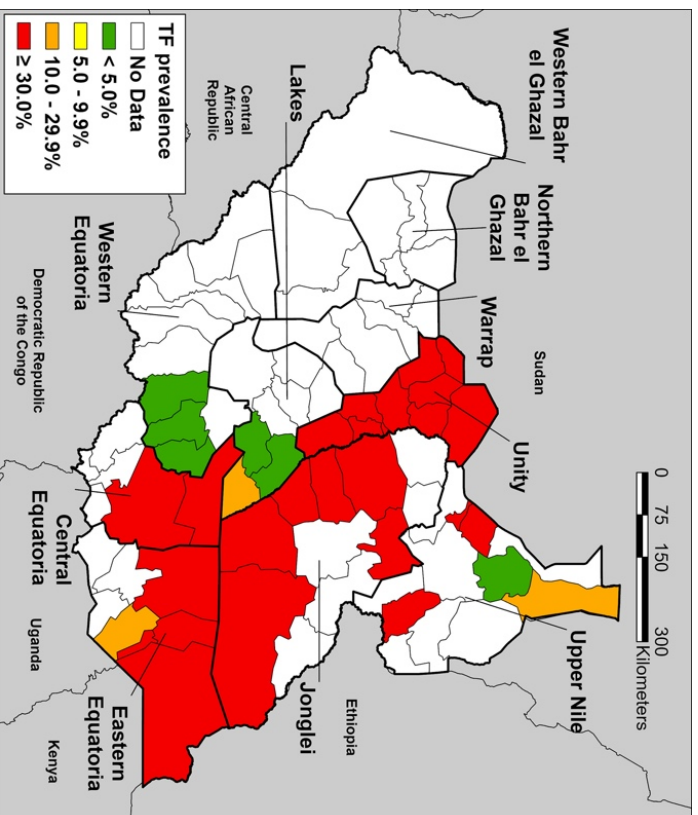 Western Bahr
el Ghazal
Northern
Bahr el
Ghazal
Warrap
Sudan
Unity
0 75 150 300
Kilometers
Upper Nile
Lakes
Central
African
Republic
Western
Equatoria
Democratic Republic
of the Congo
Central
Equatoria
Uganda
Eastern
Equatoria
Kenya
Jonglei
Ethiopia
TF prevalence
No Data
< 5.0%
5.0 - 9.9%
10.0 - 29.9%
≥ 30.0%